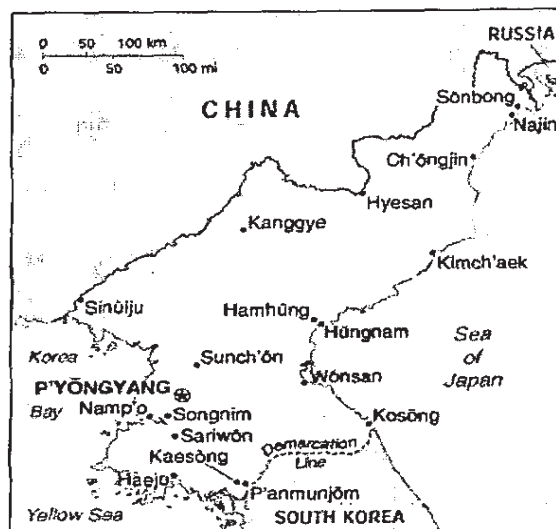 RUSSIA
0 50 100 km
0 50 100 mi
CHINA
Sŏnbong
Najin
Ch'ŏngjin
Hyesan
Kanggye
Kimch'aek
Sinŭiju
Hamhŭng
Hŭngnam
Korea
Bay
Sea
of
Japan
Sunch'ŏn
Wŏnsan
P'YŎNGYANG
Namp'o
Songnim
Kosŏng
Sariwŏn
Demarcation
Line
Kaesŏng
Haeju
P'anmunjŏm
Yellow Sea
SOUTH KOREA